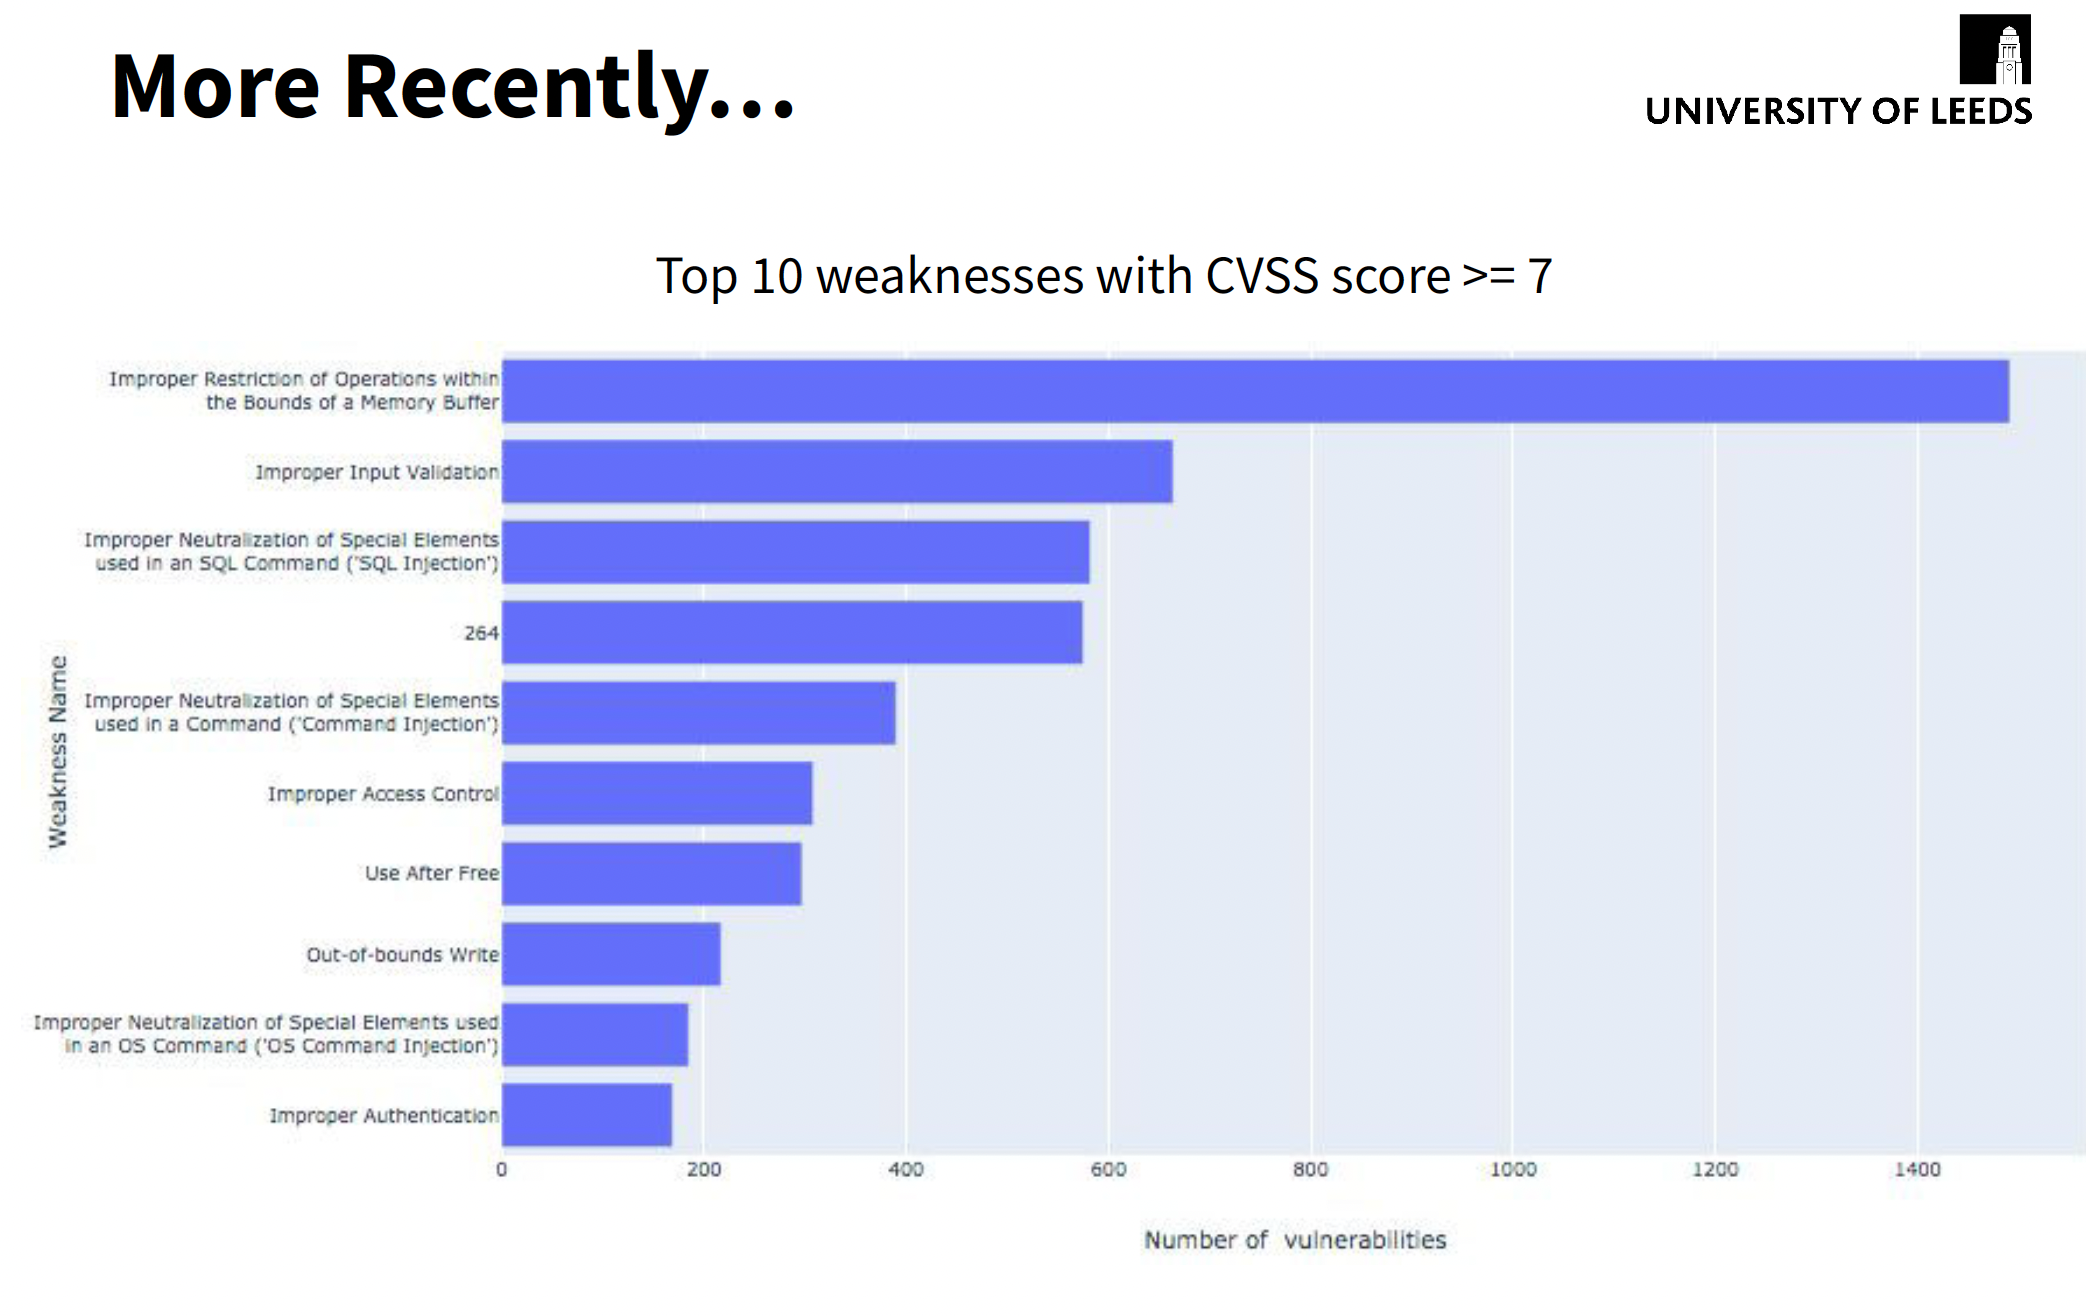 More Recently...
UNIVERSITY OF LEEDS
Top 10 weaknesses with CVSS score >= 7
Improper Restriction of Operations within
the Bounds of a Memory Buffer
Improper Input Validation
Improper Neutralization of Special Elements
used in an SQL Command ('SQL Injection')
264
Improper Neutralization of Special Elements
used in a Command ('Command Injection')
Improper Access Control
Use After Free
Out-of-bounds Write
Improper Neutralization of Special Elements used
in an OS Command ('OS Command Injection')
Improper Authentication
Weakness Name
0 200 400 600 800 1000 1200 1400
Number of vulnerabilities